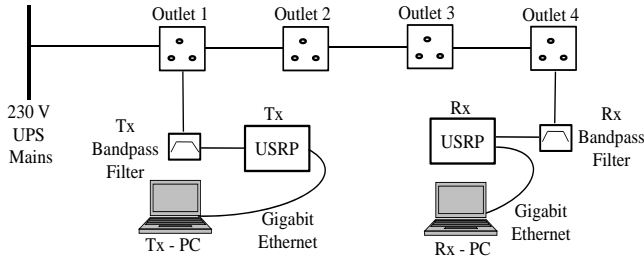 Outlet 1
Outlet 2
Outlet 3
Outlet 4
230 V
UPS
Mains
Tx
Bandpass
Filter
Tx
USRP
Rx
USRP
Rx
Bandpass
Filter
Gigabit
Ethernet
Tx - PC
Gigabit
Ethernet
Rx - PC